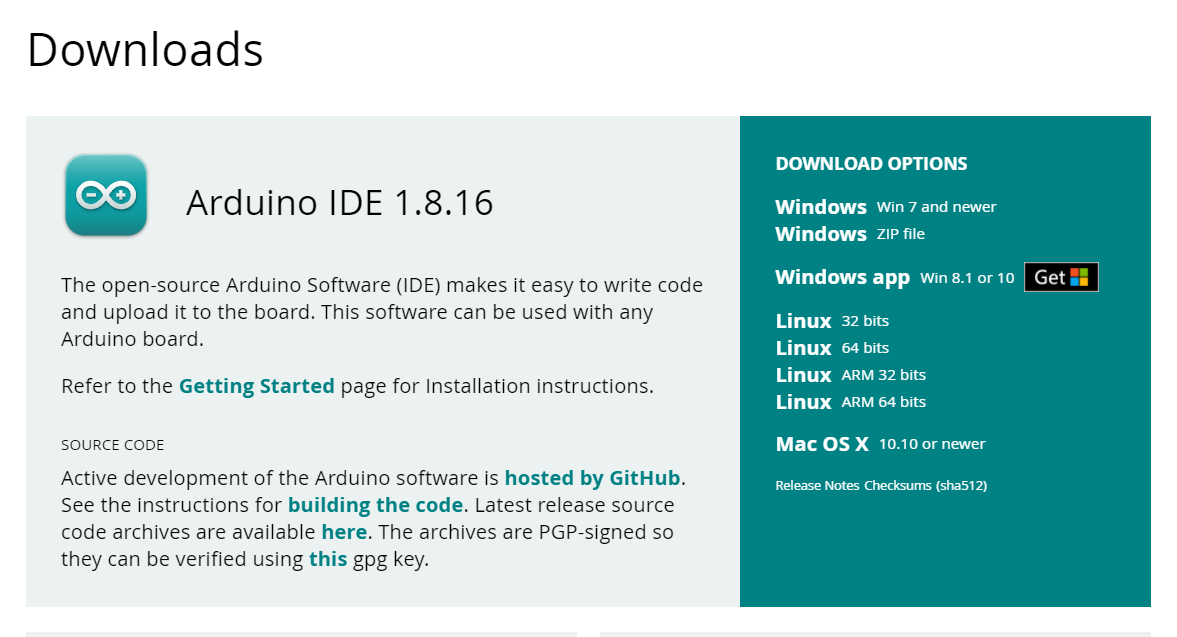 Downloads
Arduino IDE 1.8.16
The open-source Arduino Software (IDE) makes it easy to write code
and upload it to the board. This software can be used with any
Arduino board.
Refer to the Getting Started page for Installation instructions.
SOURCE CODE
Active development of the Arduino software is hosted by GitHub.
See the instructions for building the code. Latest release source
code archives are available here. The archives are PGP-signed so
they can be verified using this gpg key.
DOWNLOAD OPTIONS
Windows Win 7 and newer
Windows ZIP file
Windows app Win 8.1 or 10 Get
Linux 32 bits
Linux 64 bits
Linux ARM 32 bits
Linux ARM 64 bits
Mac OS X 10.10 or newer
Release Notes Checksums (sha512)